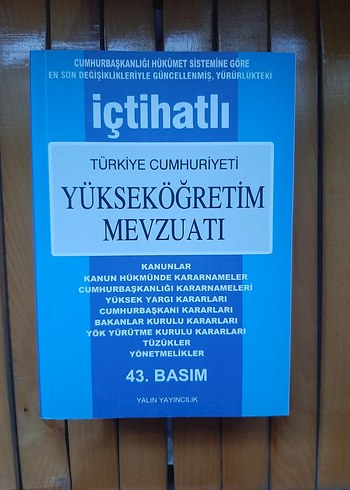 CUMHURBAŞKANLIĞI HÜKÜMET SİSTEMİNE GÖRE
EN SON DEĞİŞİKLİKLERİYLE GÜNCELLENMİŞ, YÜRÜRLÜKTEKİ
içtihatlı
TÜRKİYE CUMHURİYETİ
YÜKSEKÖĞRETİM
MEVZUATI
KANUNLAR
KANUN HÜKMÜNDE KARARNAMELER
CUMHURBAŞKANLIĞI KARARNAMELERİ
YÜKSEK YARGI KARARLARI
CUMHURBAŞKANI KARARLARI
BAKANLAR KURULU KARARLARI
YÖK YÜRÜTME KURULU KARARLARI
TÜZÜKLER
YÖNETMELİKLER
43. BASIM
YALIN YAYINCILIK